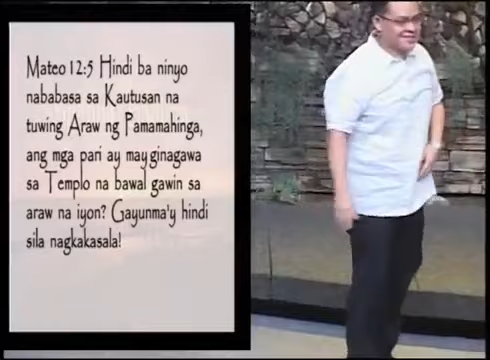 Mateo 12:5 Hindi ba ninyo
nababasa sa Kautusan na
tuwing Araw ng Pamamahinga,
ang mga pari ay may ginagawa
sa Templo na bawal gawin sa
araw na iyon? Gayunma'y hindi
sila nagkakasala!